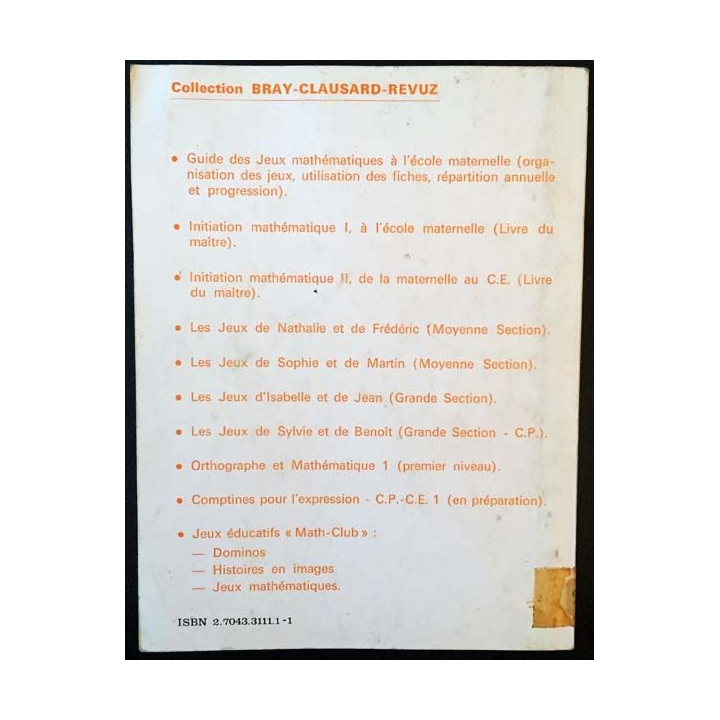 Collection BRAY-CLAUSARD-REVUZ
• Guide des Jeux mathématiques à l'école maternelle (orga-
nisation des jeux, utilisation des fiches, répartition annuelle
et progression).
• Initiation mathématique I, à l'école maternelle (Livre du
maître).
• Initiation mathématique II, de la maternelle au C.E. (Livre
du maître).
• Les Jeux de Nathalie et de Frédéric (Moyenne Section).
• Les Jeux de Sophie et de Martin (Moyenne Section).
• Les Jeux d'Isabelle et de Jean (Grande Section).
• Les Jeux de Sylvie et de Benoît (Grande Section - C.P.).
• Orthographe et Mathématique 1 (premier niveau).
• Comptines pour l'expression - C.P.-C.E. 1 (en préparation).
• Jeux éducatifs « Math-Club » :
— Dominos
— Histoires en images
— Jeux mathématiques.
ISBN 2.7043.3111.1-1